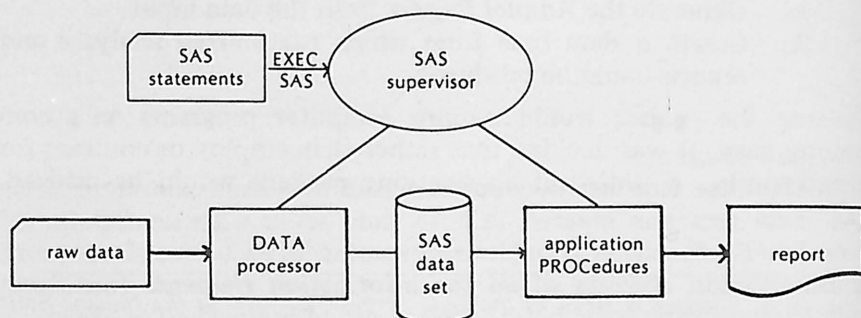 SAS
statements
EXEC
SAS
SAS
supervisor
raw data
DATA
processor
SAS
data
set
application
PROCedures
report